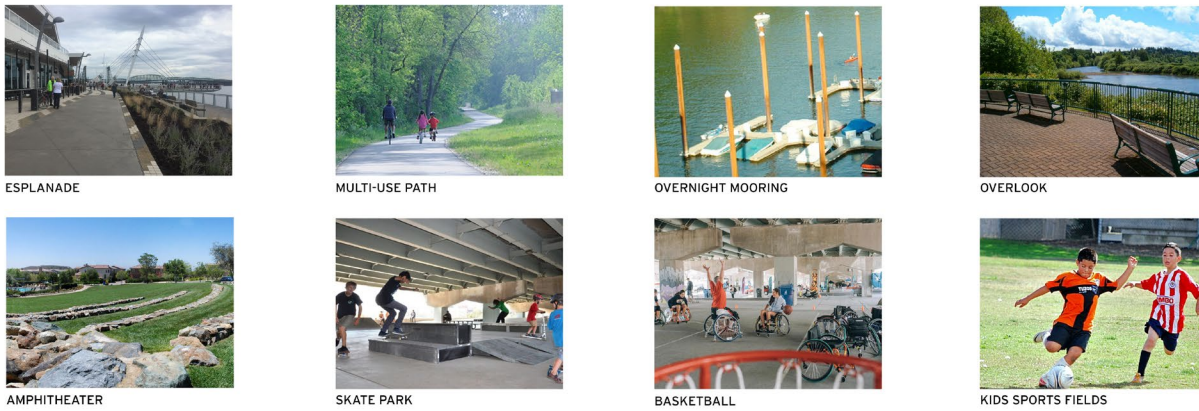 ESPLANADE
MULTI-USE PATH
OVERNIGHT MOORING
OVERLOOK
AMPHITHEATER
SKATE PARK
BASKETBALL
KIDS SPORTS FIELDS